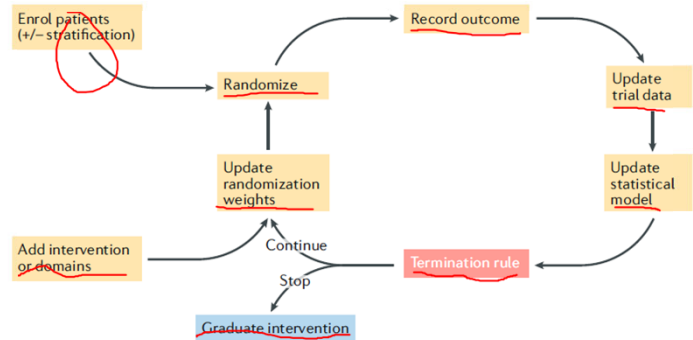 Enrol patients
(+/– stratification)
Randomize
Record outcome
Update
trial data
Update
statistical
model
Termination rule
Continue
Stop
Graduate intervention
Update
randomization
weights
Add intervention
or domains